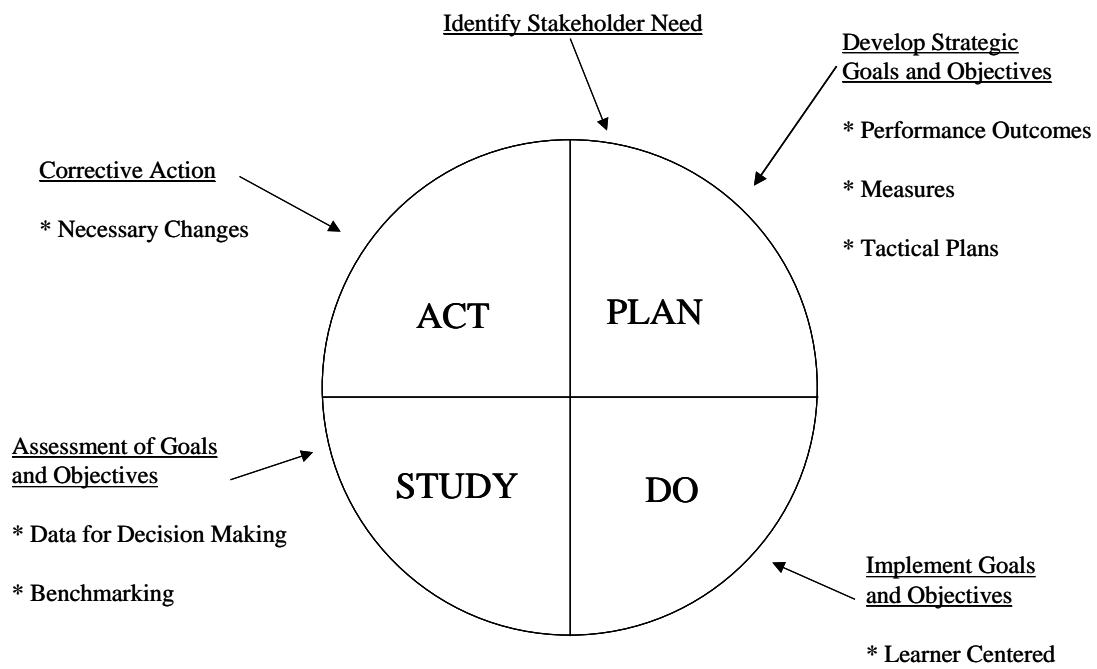 Identify Stakeholder Need
Develop Strategic
Goals and Objectives
* Performance Outcomes
* Measures
* Tactical Plans
Corrective Action
* Necessary Changes
ACT
PLAN
Assessment of Goals
and Objectives
* Data for Decision Making
* Benchmarking
STUDY
DO
Implement Goals
and Objectives
* Learner Centered